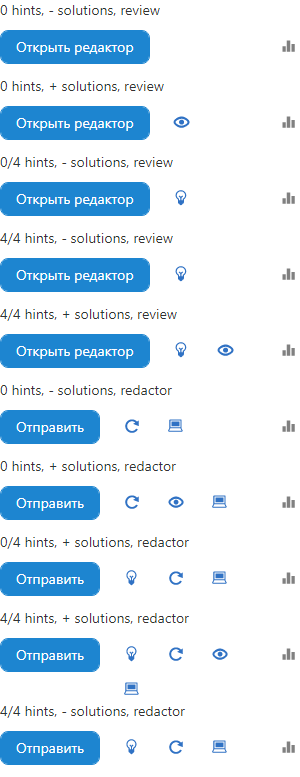 0 hints, - solutions, review
Открыть редактор
0 hints, + solutions, review
Открыть редактор
0/4 hints, - solutions, review
Открыть редактор
4/4 hints, - solutions, review
Открыть редактор
4/4 hints, + solutions, review
Открыть редактор
0 hints, - solutions, redactor
Отправить
0 hints, + solutions, redactor
Отправить
0/4 hints, + solutions, redactor
Отправить
4/4 hints, + solutions, redactor
Отправить
4/4 hints, - solutions, redactor
Отправить